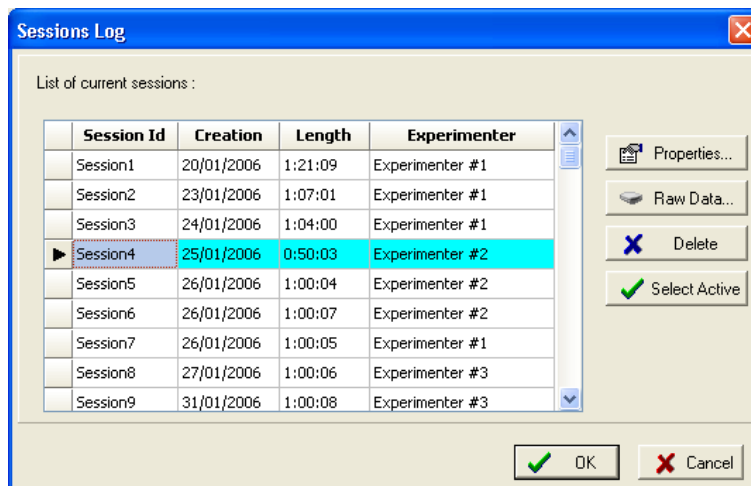 Sessions Log
List of current sessions :
Session Id Creation Length Experimenter
Session1 20/01/2006 1:21:09 Experimenter #1
Session2 23/01/2006 1:07:01 Experimenter #1
Session3 24/01/2006 1:04:00 Experimenter #1
Session4 25/01/2006 0:50:03 Experimenter #2
Session5 26/01/2006 1:00:04 Experimenter #2
Session6 26/01/2006 1:00:07 Experimenter #2
Session7 26/01/2006 1:00:05 Experimenter #1
Session8 27/01/2006 1:00:06 Experimenter #3
Session9 31/01/2006 1:00:08 Experimenter #3
Properties...
Raw Data...
Delete
Select Active
OK Cancel